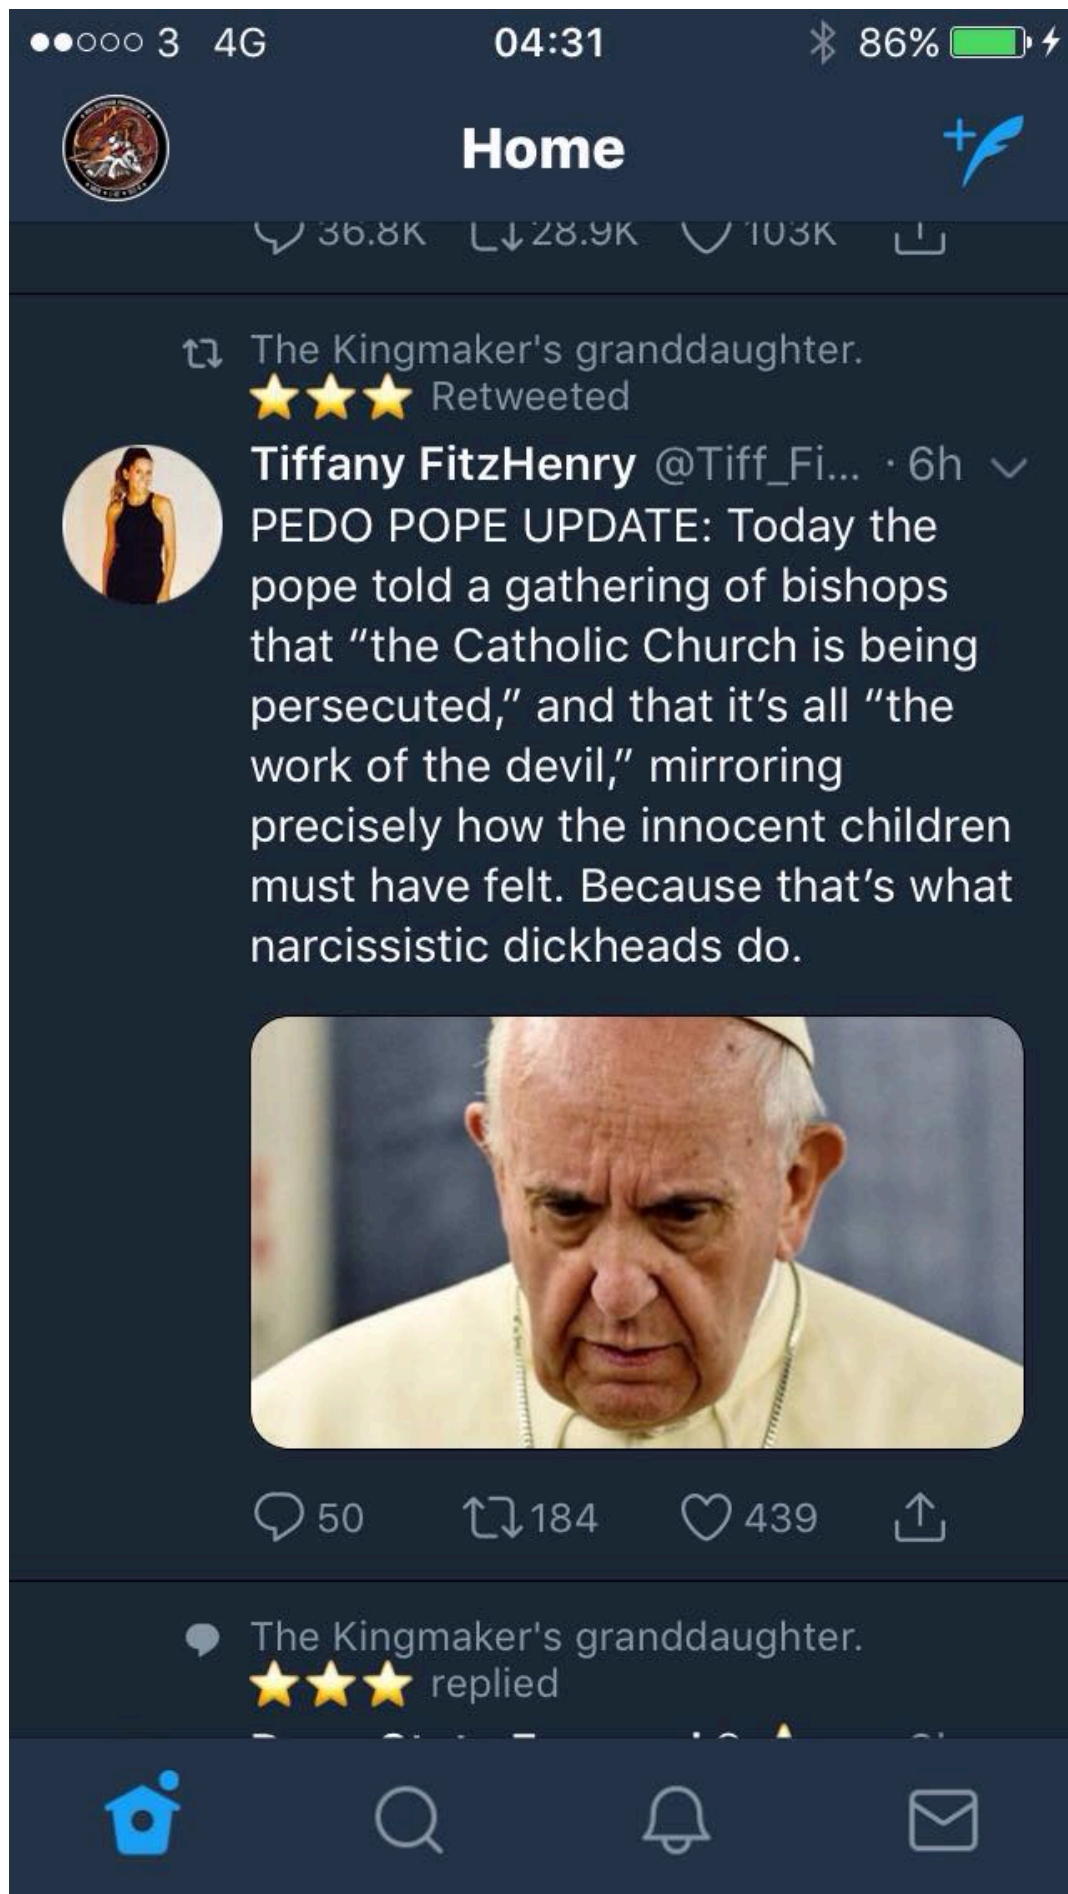 3 4G 04:31 86%
Home
36.8K 28.9K 103K
The Kingmaker's granddaughter.
⭐⭐⭐ Retweeted
Tiffany FitzHenry @Tiff_Fi... · 6h
PEDO POPE UPDATE: Today the
pope told a gathering of bishops
that “the Catholic Church is being
persecuted,” and that it’s all “the
work of the devil,” mirroring
precisely how the innocent children
must have felt. Because that’s what
narcissistic dickheads do.
50 184 439
The Kingmaker's granddaughter.
⭐⭐⭐ replied